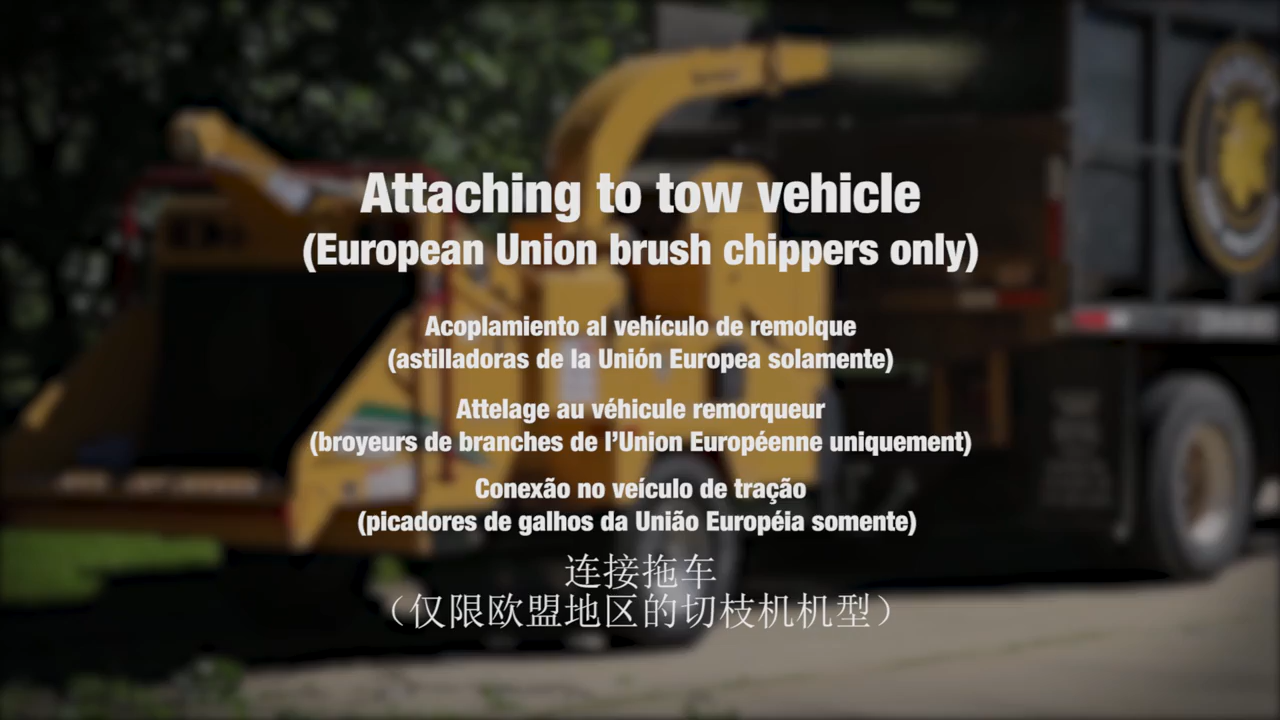 Attaching to tow vehicle
(European Union brush chippers only)
Acoplamiento al vehículo de remolque
(astilladoras de la Unión Europea solamente)
Attelage au véhicule remorqueur
(broyeurs de branches de l’Union Européenne uniquement)
Conexão no veículo de tração
(picadores de galhos da União Européia somente)
连接拖车
（仅限欧盟地区的切枝机机型）